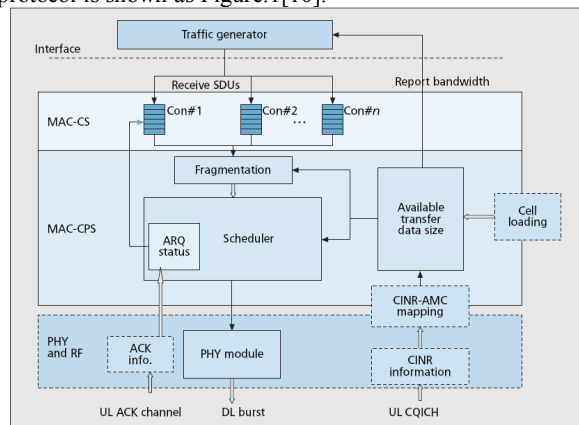 protocol is shown as Figure.1[10].
Traffic generator
Interface
Receive SDUs
Report bandwidth
MAC-CS
Con#1
Con#2
...
Con#n
Fragmentation
MAC-CPS
ARQ
status
Scheduler
Available
transfer
data size
Cell
loading
CINR-AMC
mapping
PHY
and RF
ACK
info.
PHY module
CINR
information
UL ACK channel
DL burst
UL CQICH